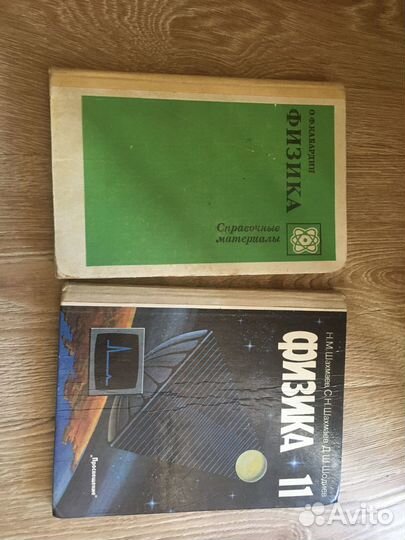 О.Ф.КАБАРДИН
ФИЗИКА
Справочные
материалы
Н.М.Шахмаев, С.Н.Шахмаев, Д.Ш.Шодиев
ФИЗИКА 11
„Просвещение"
Avito